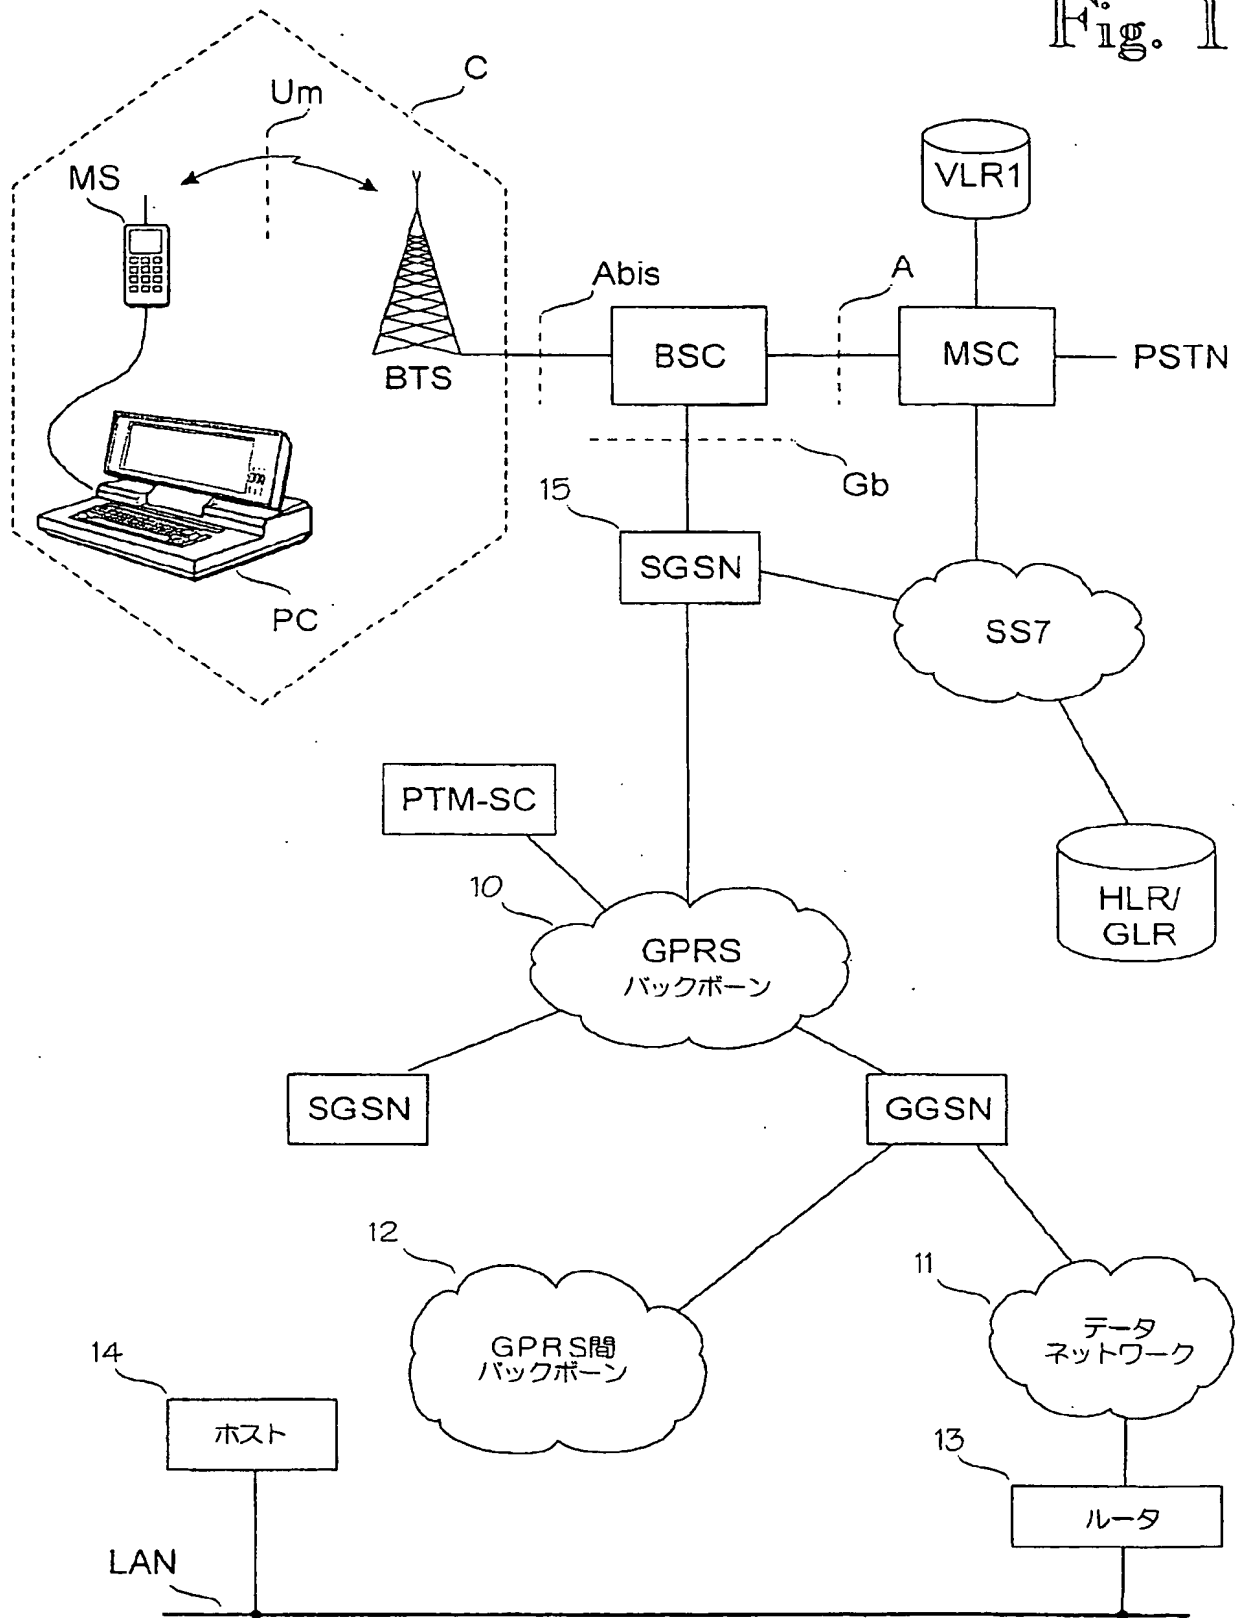 Fig. 1
C
Um
MS
VLR1
Abis
A
BSC
MSC
PSTN
BTS
Gb
15
SGSN
PC
SS7
PTM-SC
10
HLR/
GLR
GPRS
バックボーン
SGSN
GGSN
12
11
GPRS間
バックボーン
データ
ネットワーク
14
ホスト
13
ルータ
LAN